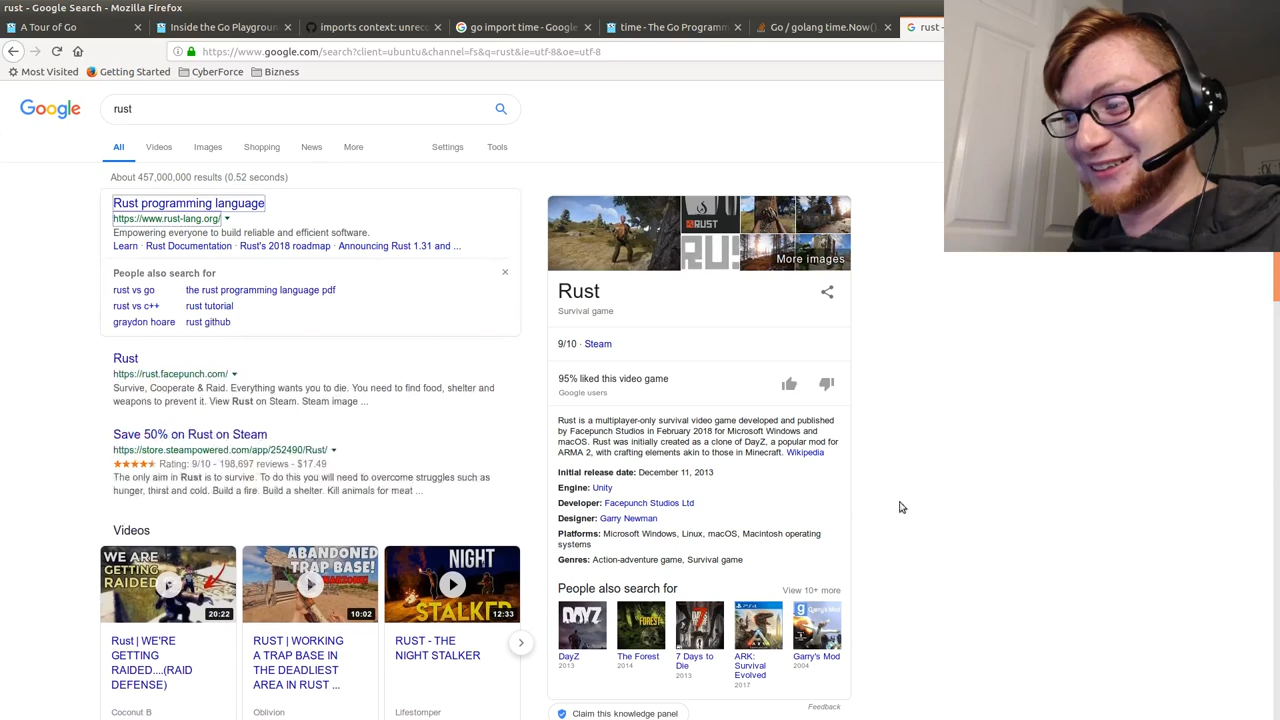 rust - Google Search - Mozilla Firefox
A Tour of Go
Inside the Go Playgroun
imports context: unrec
go import time - Google
time - The Go Programm
Go / golang time.Now()
rust -
https://www.google.com/search?client=ubuntu&channel=fs&q=rust&ie=utf-8&oe=utf-8
Most Visited
Getting Started
CyberForce
Bizness
Google
rust
All
Videos
Images
Shopping
News
More
Settings
Tools
About 457,000,000 results (0.52 seconds)
Rust programming language
https://www.rust-lang.org/
Empowering everyone to build reliable and efficient software.
Learn · Rust Documentation · Rust's 2018 roadmap · Announcing Rust 1.31 and ...
People also search for
rust vs go
the rust programming language pdf
rust vs c++
rust tutorial
graydon hoare
rust github
Rust
https://rust.facepunch.com/
Survive, Cooperate & Raid. Everything wants you to die. You need to find food, shelter and
weapons to prevent it. View Rust on Steam. Steam image ...
Save 50% on Rust on Steam
https://store.steampowered.com/app/252490/Rust/
Rating: 9/10 - 198,697 reviews - $17.49
The only aim in Rust is to survive. To do this you will need to overcome struggles such as
hunger, thirst and cold. Build a fire. Build a shelter. Kill animals for meat ...
Videos
WE ARE
GETTING
RAIDED
20:22
ABANDONED
TRAP BASE!
10:02
NIGHT
STALKER
12:33
Rust | WE'RE
GETTING
RAIDED....(RAID
DEFENSE)
Coconut B
RUST | WORKING
A TRAP BASE IN
THE DEADLIEST
AREA IN RUST ...
Oblivion
RUST - THE
NIGHT STALKER
Lifestomper
RUST
RUS
More images
Rust
Survival game
9/10 · Steam
95% liked this video game
Google users
Rust is a multiplayer-only survival video game developed and published
by Facepunch Studios in February 2018 for Microsoft Windows and
macOS. Rust was initially created as a clone of DayZ, a popular mod for
ARMA 2, with crafting elements akin to those in Minecraft. Wikipedia
Initial release date: December 11, 2013
Engine: Unity
Developer: Facepunch Studios Ltd
Designer: Garry Newman
Platforms: Microsoft Windows, Linux, macOS, Macintosh operating
systems
Genres: Action-adventure game, Survival game
People also search for
View 10+ more
DAYZ
FOREST
7
garry's mod
DayZ
2013
The Forest
2014
7 Days to
Die
2013
ARK:
Survival
Evolved
2017
Garry's Mod
2004
Claim this knowledge panel
Feedback